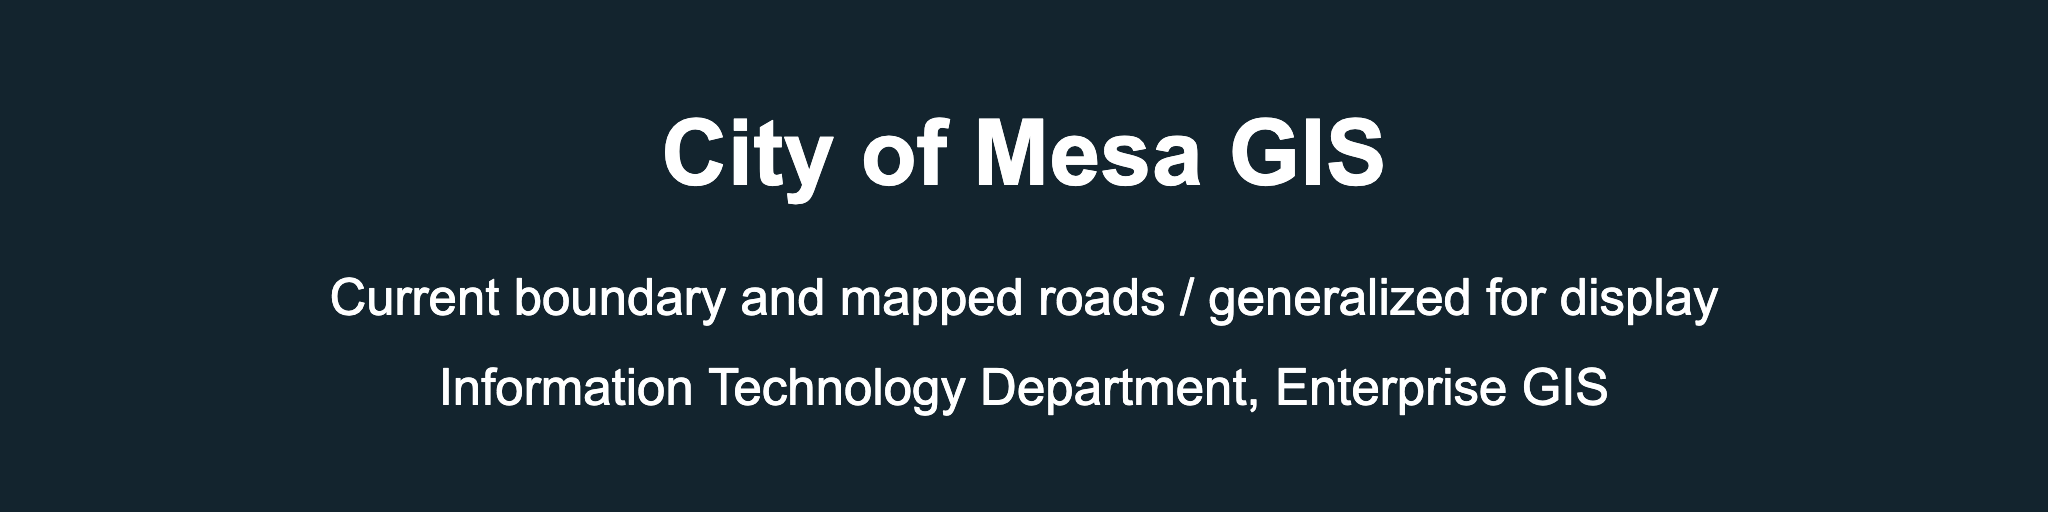 City of Mesa GIS
Current boundary and mapped roads / generalized for display
Information Technology Department, Enterprise GIS